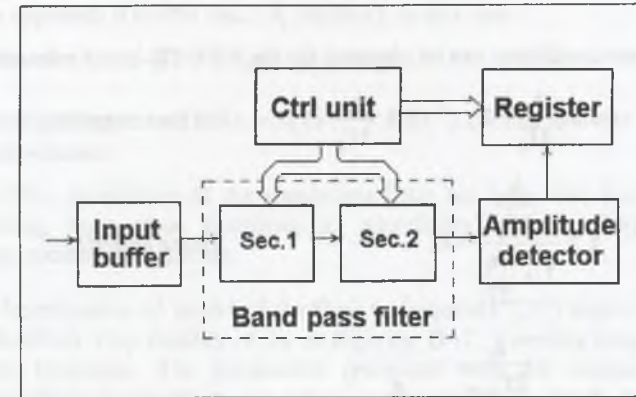 Ctrl unit
Register
Input
buffer
Sec.1
Sec.2
Amplitude
detector
Band pass filter